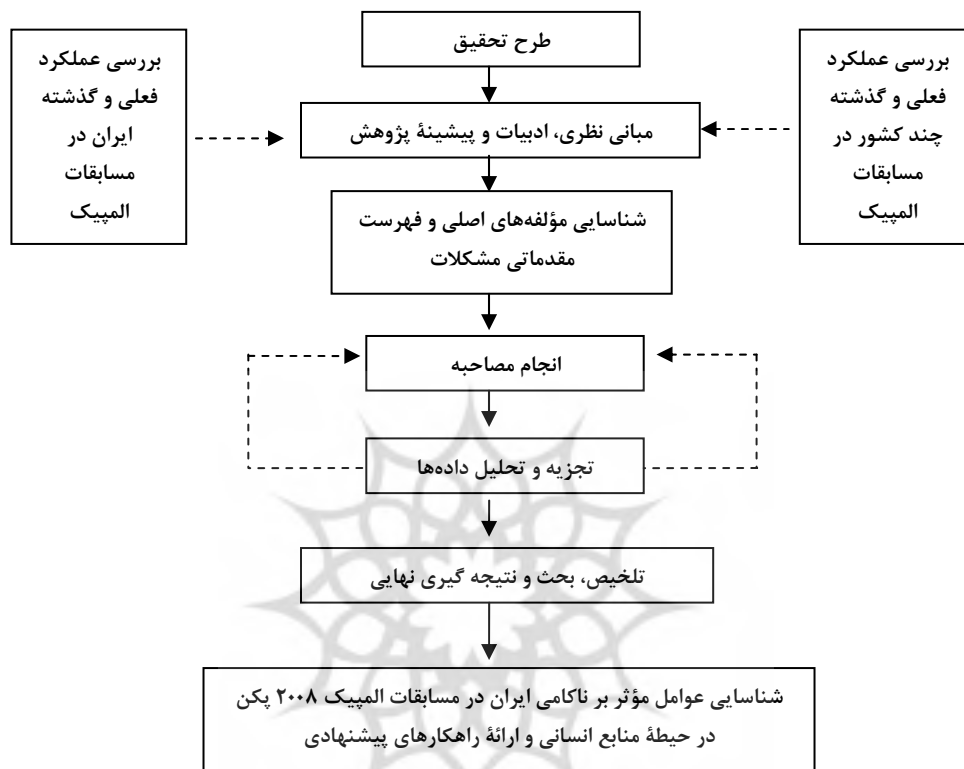 طرح تحقیق
بررسی عملکرد
فعلی و گذشته
چند کشور در
مسابقات
المپیک
بررسی عملکرد
فعلی و گذشته
ایران در
مسابقات
المپیک
مبانی نظری، ادبیات و پیشینۀ پژوهش
شناسایی مؤلفه‌های اصلی و فهرست
مقدماتی مشکلات
انجام مصاحبه
تجزیه و تحلیل داده‌ها
تلخیص، بحث و نتیجه گیری نهایی
شناسایی عوامل مؤثر بر ناکامی ایران در مسابقات المپیک ۲۰۰۸ پکن
در حیطۀ منابع انسانی و ارائۀ راهکارهای پیشنهادی